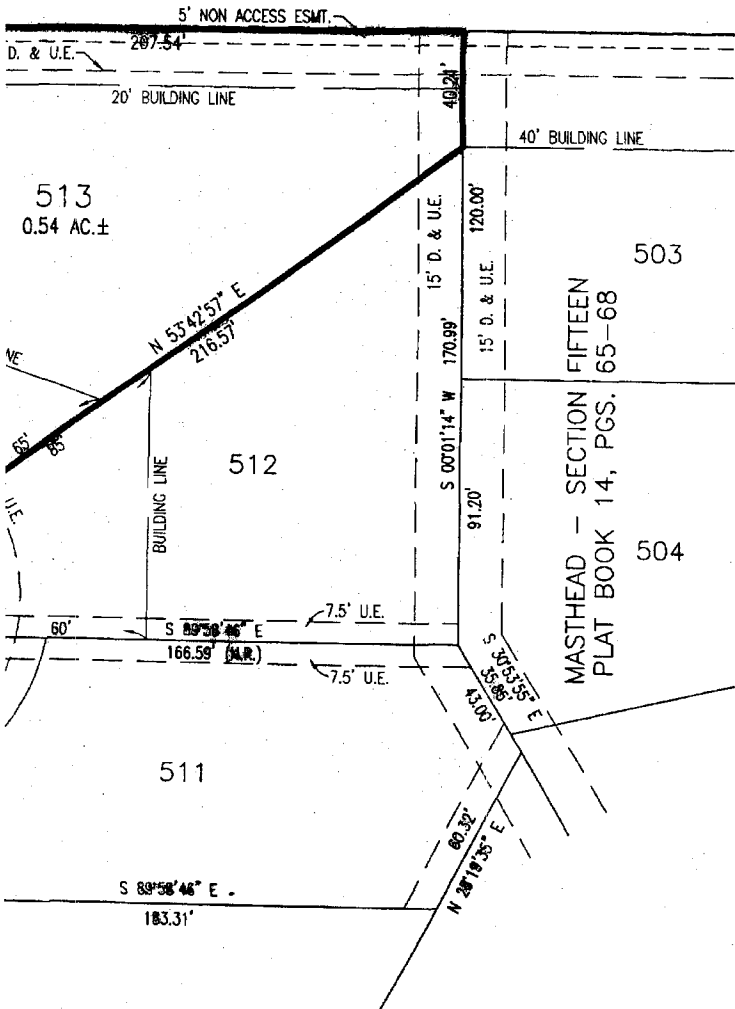 5' NON ACCESS ESMT.
207.54'
D. & U.E.
20' BUILDING LINE
40.24'
40' BUILDING LINE
513
0.54 AC.±
15' D. & U.E.
120.00'
15' D. & U.E.
503
N 53°42'57" E
216.57'
S 00°01'14" W 170.99'
MASTHEAD - SECTION FIFTEEN
PLAT BOOK 14, PGS. 65-68
NE
65'
85'
512
BUILDING LINE
91.20'
504
U.E.
60'
S 89°58'46" E
7.5' U.E.
166.59' (N.R.)
7.5' U.E.
S 30°53'55" E
35.85'
43.00'
511
60.32'
N 28°19'35" E
S 89°58'46" E
183.31'